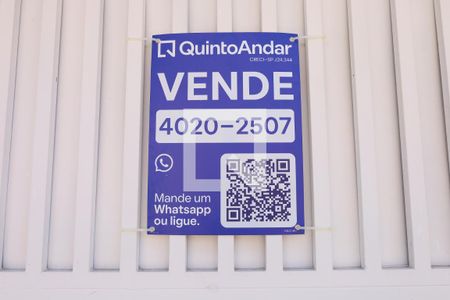 QuintoAndar
CRECI-SP J24.344
VENDE
4020-2507
Mande um
Whatsapp
ou ligue.